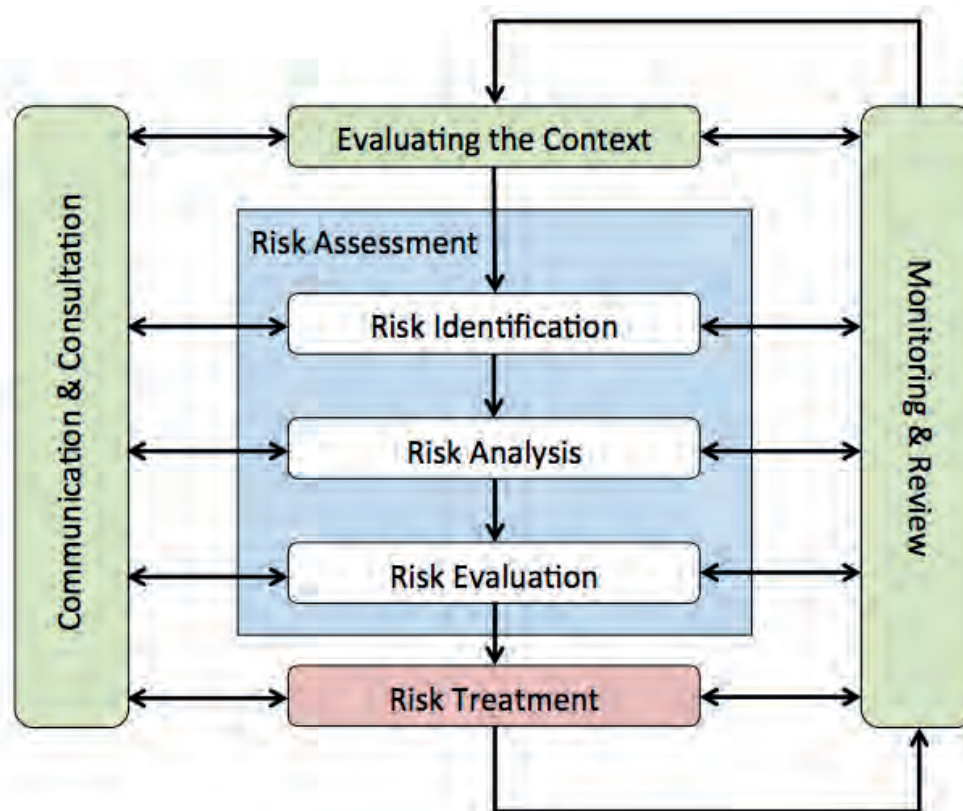 Evaluating the Context
Risk Assessment
Risk Identification
Risk Analysis
Risk Evaluation
Risk Treatment
Communication & Consultation
Monitoring & Review